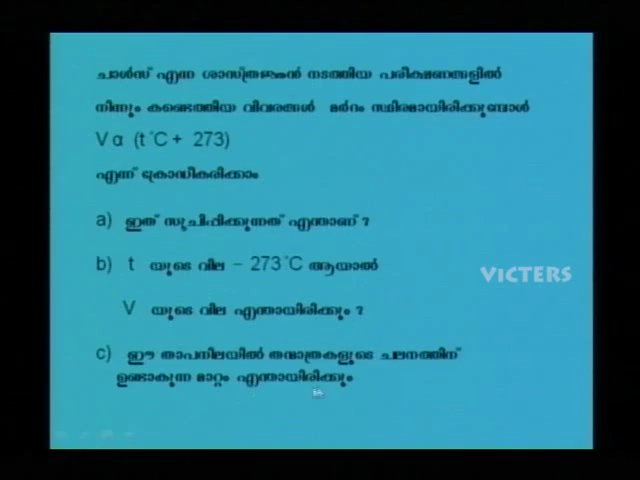 ചാൾസ് എന്ന ശാസ്ത്രജ്ഞൻ നടത്തിയ പരീക്ഷണങ്ങളിൽ
നിന്നും കണ്ടെത്തിയ വിവരങ്ങൾ മർദം സ്ഥിരമായിരിക്കുമ്പോൾ
V α (t °C + 273)
എന്ന് ക്രോഡീകരിക്കാം
a) ഇത് സൂചിപ്പിക്കുന്നത് എന്താണ് ?
b) t യുടെ വില – 273 °C ആയാൽ
VICTERS
V യുടെ വില എന്തായിരിക്കും ?
c) ഈ താപനിലയിൽ തന്മാത്രകളുടെ ചലനത്തിന്
ഉണ്ടാകുന്ന മാറ്റം എന്തായിരിക്കും